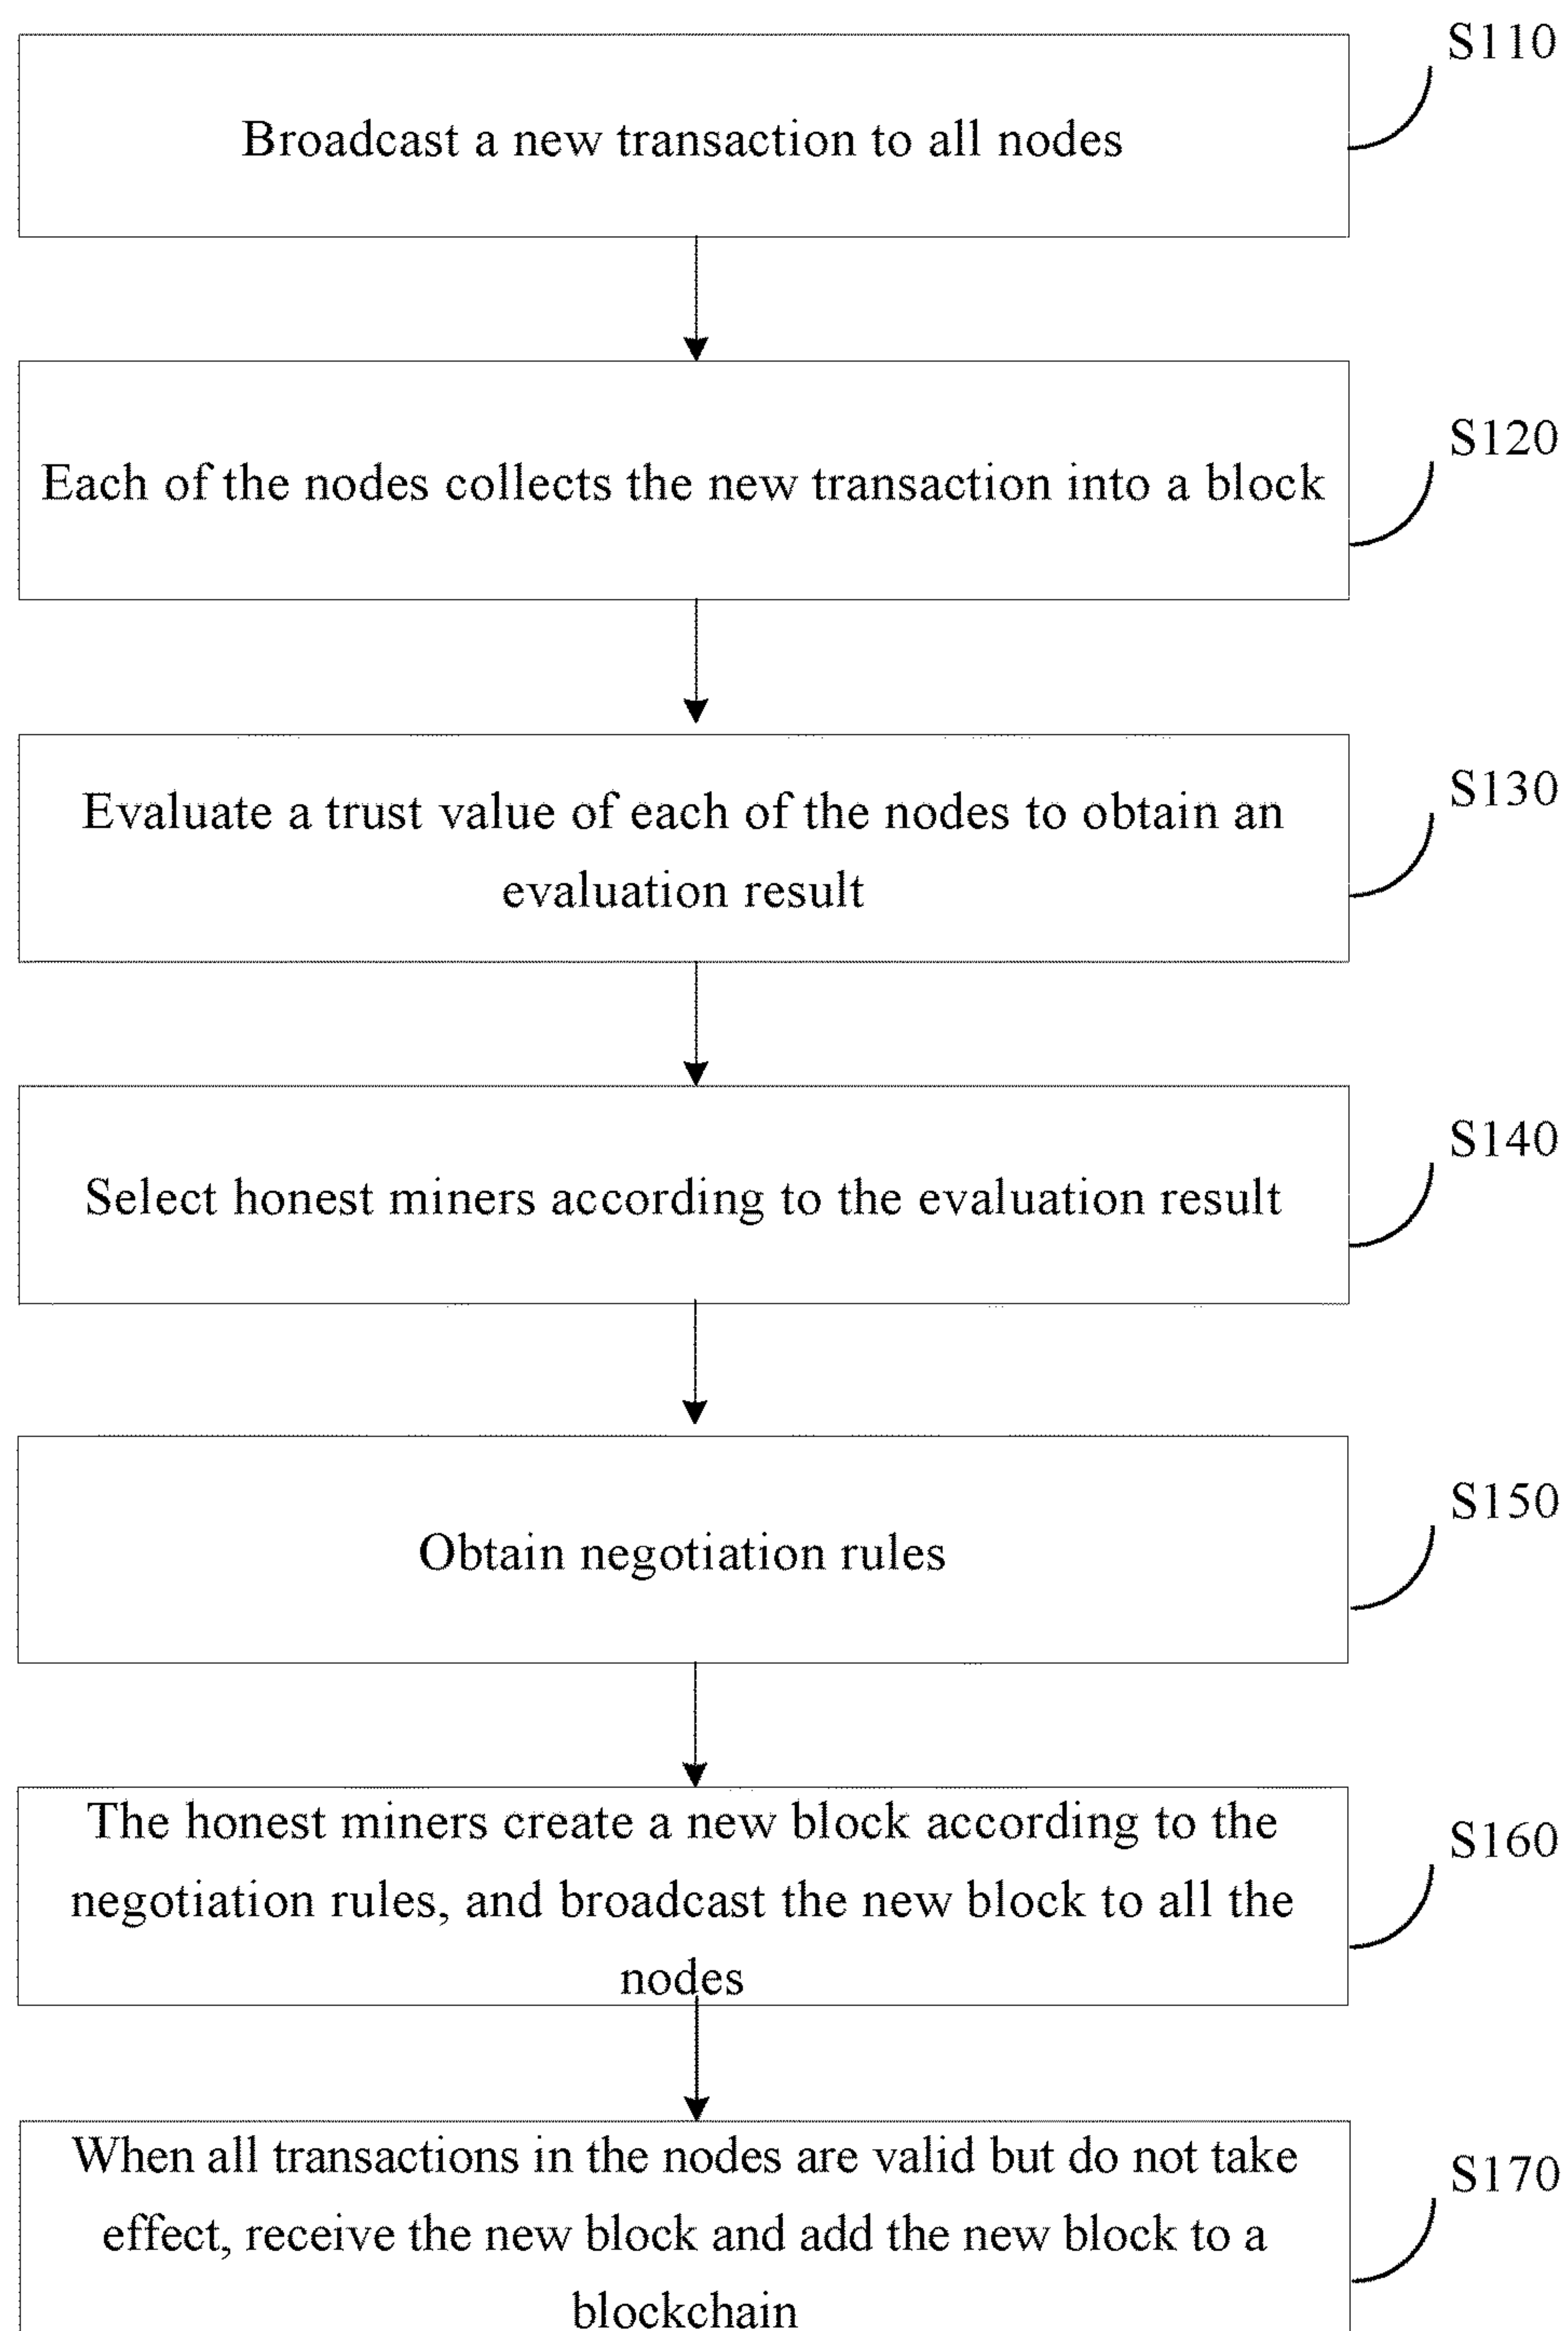 S110
Broadcast a new transaction to all nodes
S120
Each of the nodes collects the new transaction into a block
S130
Evaluate a trust value of each of the nodes to obtain an
evaluation result
S140
Select honest miners according to the evaluation result
S150
Obtain negotiation rules
S160
The honest miners create a new block according to the
negotiation rules, and broadcast the new block to all the
nodes
S170
When all transactions in the nodes are valid but do not take
effect, receive the new block and add the new block to a
blockchain